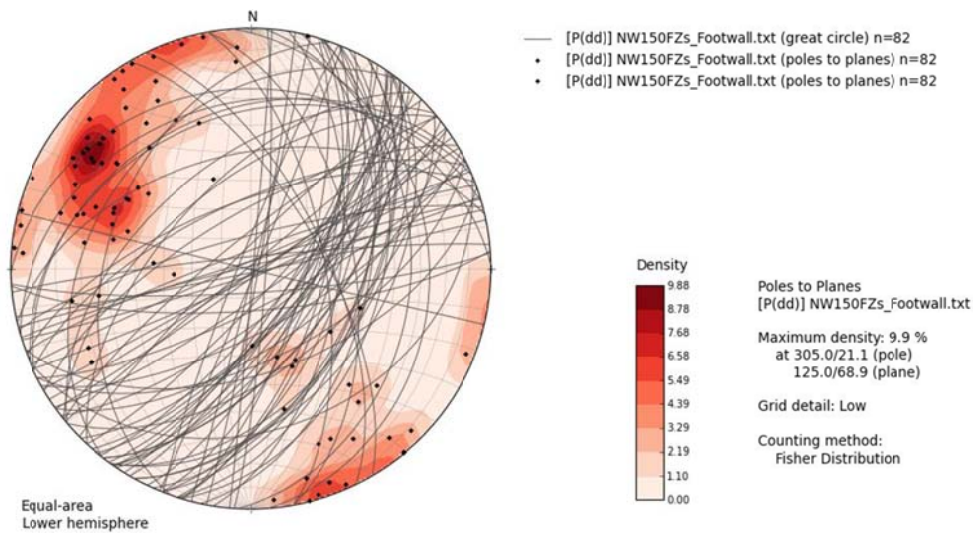 N
[P(dd)] NW150FZs_Footwall.txt (great circle) n=82
[P(dd)] NW150FZs_Footwall.txt (poles to planes) n=82
[P(dd)] NW150FZs_Footwall.txt (poles to planes) n=82
Density
9.88
8.78
7.68
6.58
5.49
4.39
3.29
2.19
1.10
0.00
Poles to Planes
[P(dd)] NW150FZs_Footwall.txt
Maximum density: 9.9 %
at 305.0/21.1 (pole)
125.0/68.9 (plane)
Grid detail: Low
Counting method:
Fisher Distribution
Equal-area
Lower hemisphere